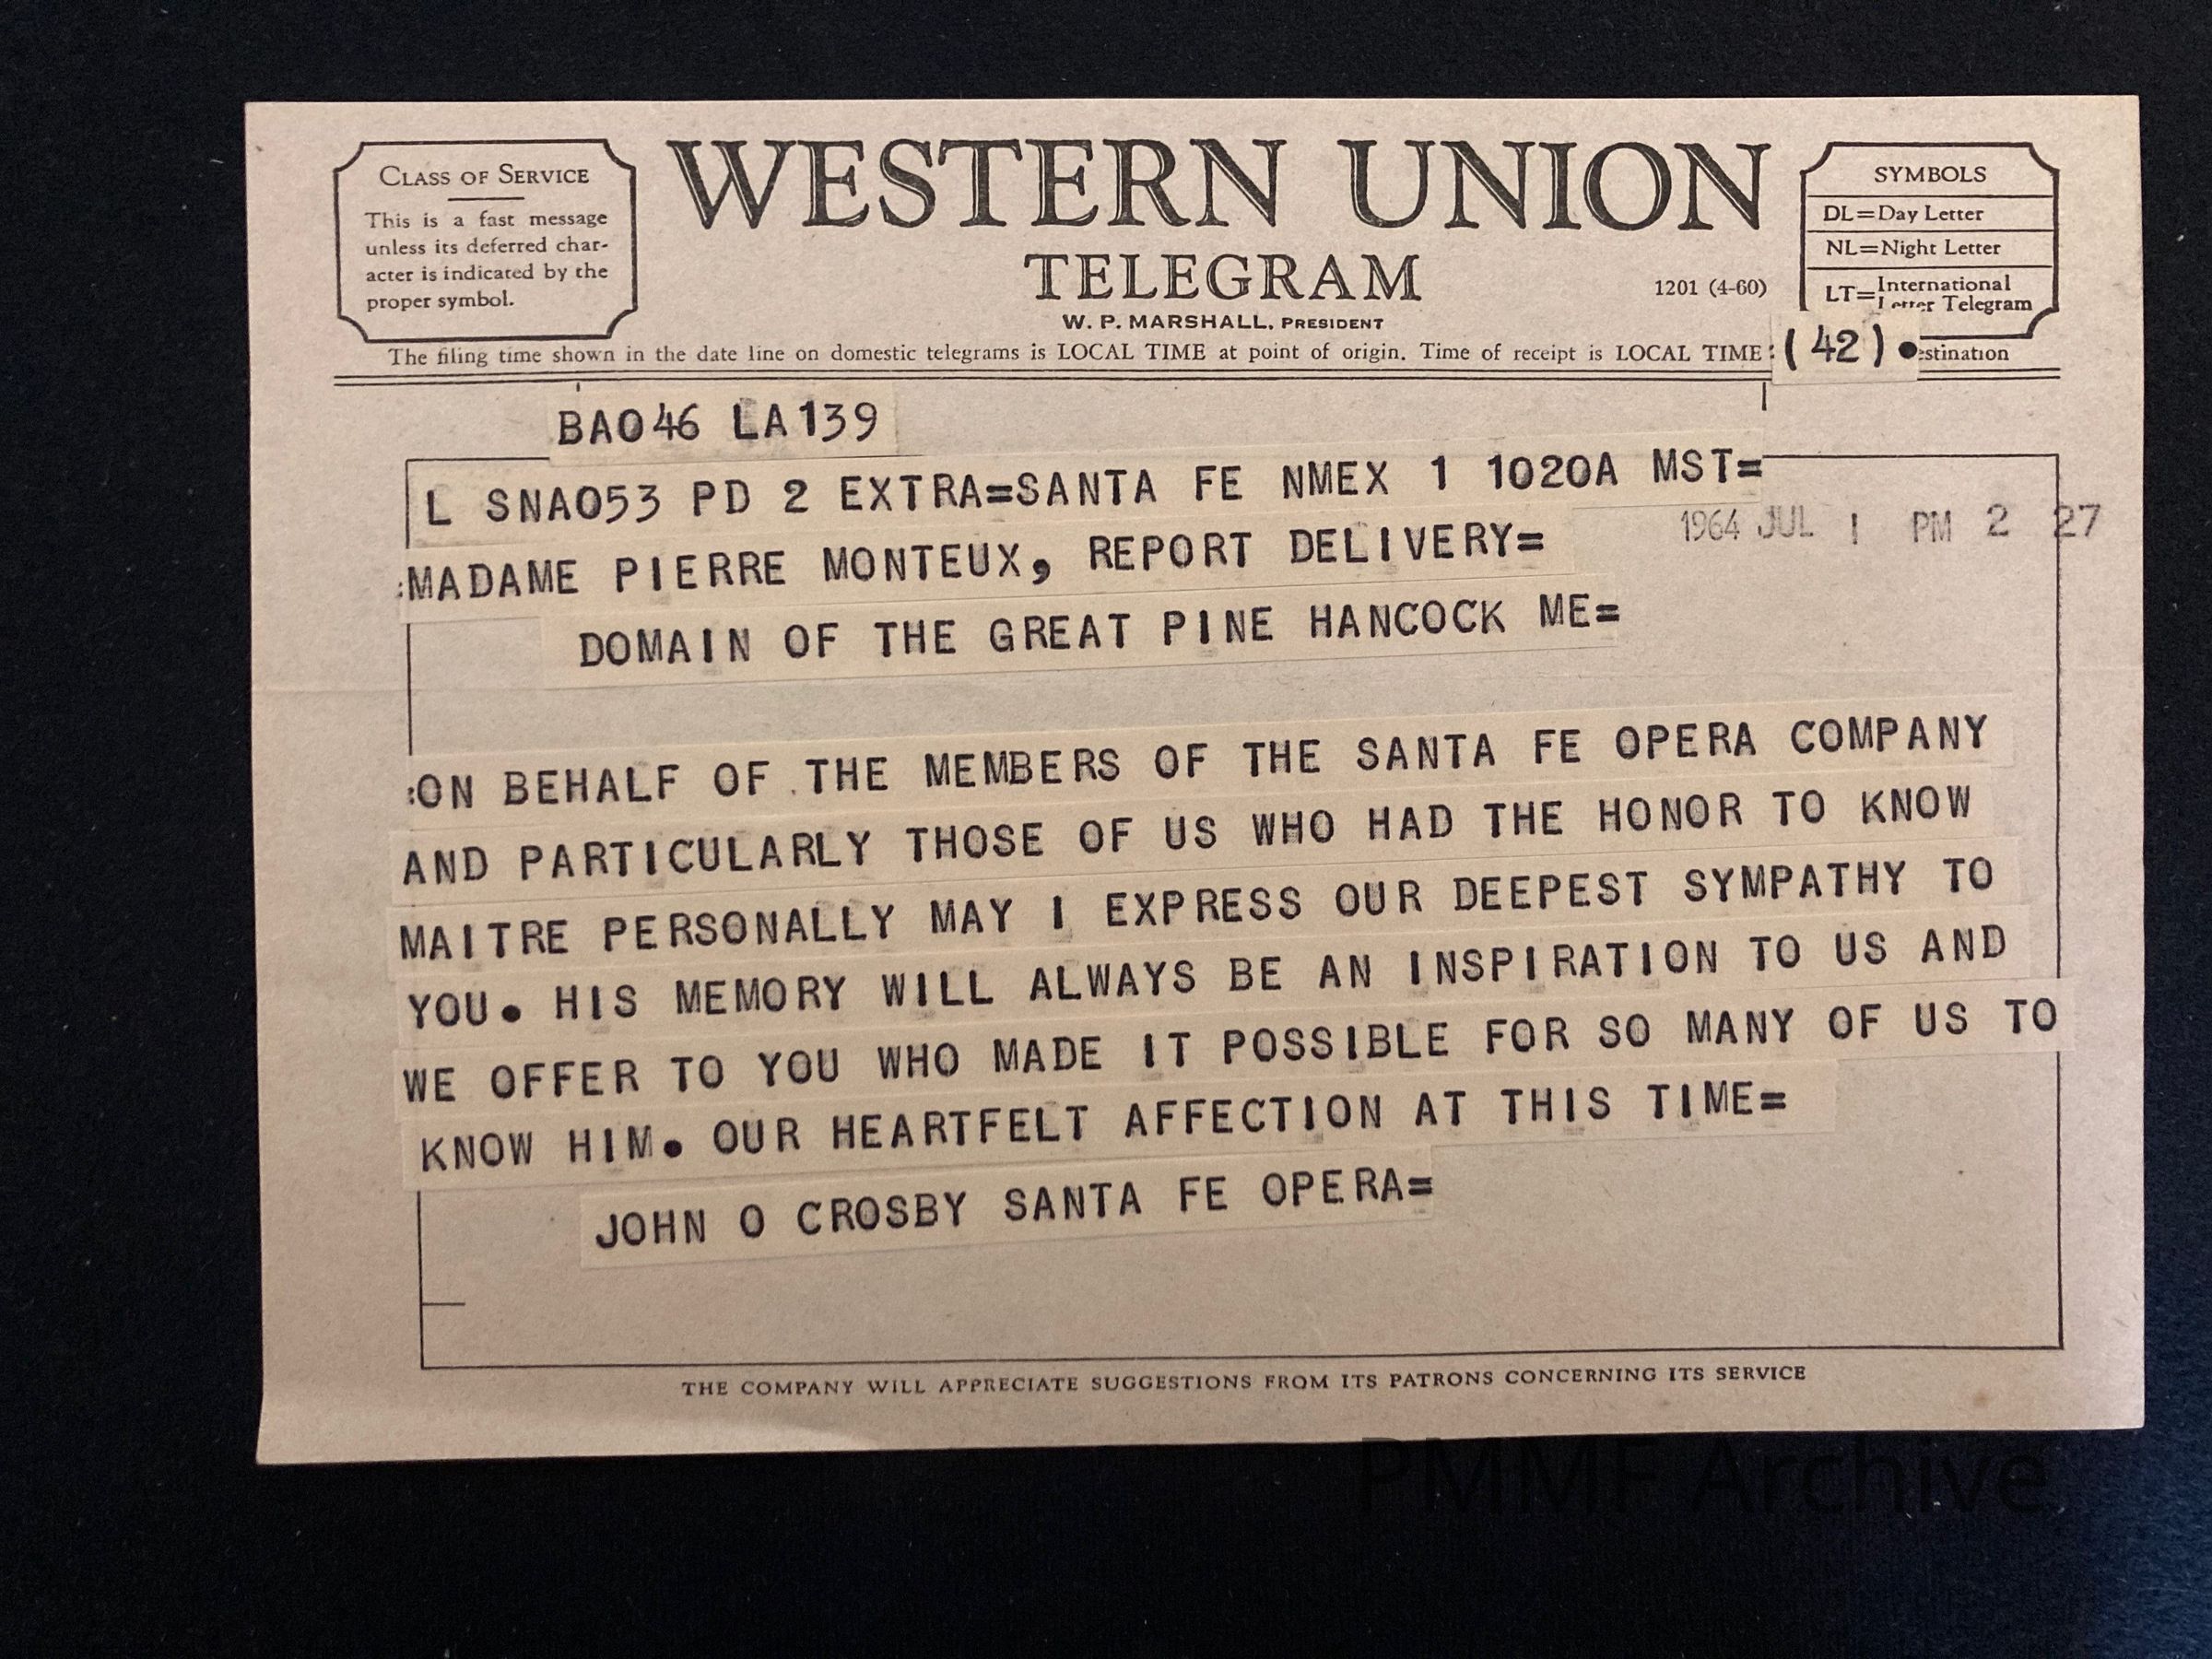 CLASS OF SERVICE
This is a fast message
unless its deferred char-
acter is indicated by the
proper symbol.
WESTERN UNION
TELEGRAM
W. P. MARSHALL, PRESIDENT
1201 (4-60)
SYMBOLS
DL=Day Letter
NL=Night Letter
LT=International
Letter Telegram
The filing time shown in the date line on domestic telegrams is LOCAL TIME at point of origin. Time of receipt is LOCAL TIME :(42). estination
BA046 LA139
L SNA053 PD 2 EXTRA=SANTA FE NMEX 1 1020A MST=
1964 JUL 1 PM 2 27
:MADAME PIERRE MONTEUX, REPORT DELIVERY=
DOMAIN OF THE GREAT PINE HANCOCK ME=
:ON BEHALF OF .THE MEMBERS OF THE SANTA FE OPERA COMPANY
AND PARTICULARLY THOSE OF US WHO HAD THE HONOR TO KNOW
MAITRE PERSONALLY MAY I EXPRESS OUR DEEPEST SYMPATHY TO
YOU. HIS MEMORY WILL ALWAYS BE AN INSPIRATION TO US AND
WE OFFER TO YOU WHO MADE IT POSSIBLE FOR SO MANY OF US TO
KNOW HIM. OUR HEARTFELT AFFECTION AT THIS TIME=
JOHN O CROSBY SANTA FE OPERA=
THE COMPANY WILL APPRECIATE SUGGESTIONS FROM ITS PATRONS CONCERNING ITS SERVICE
PMMF Archive